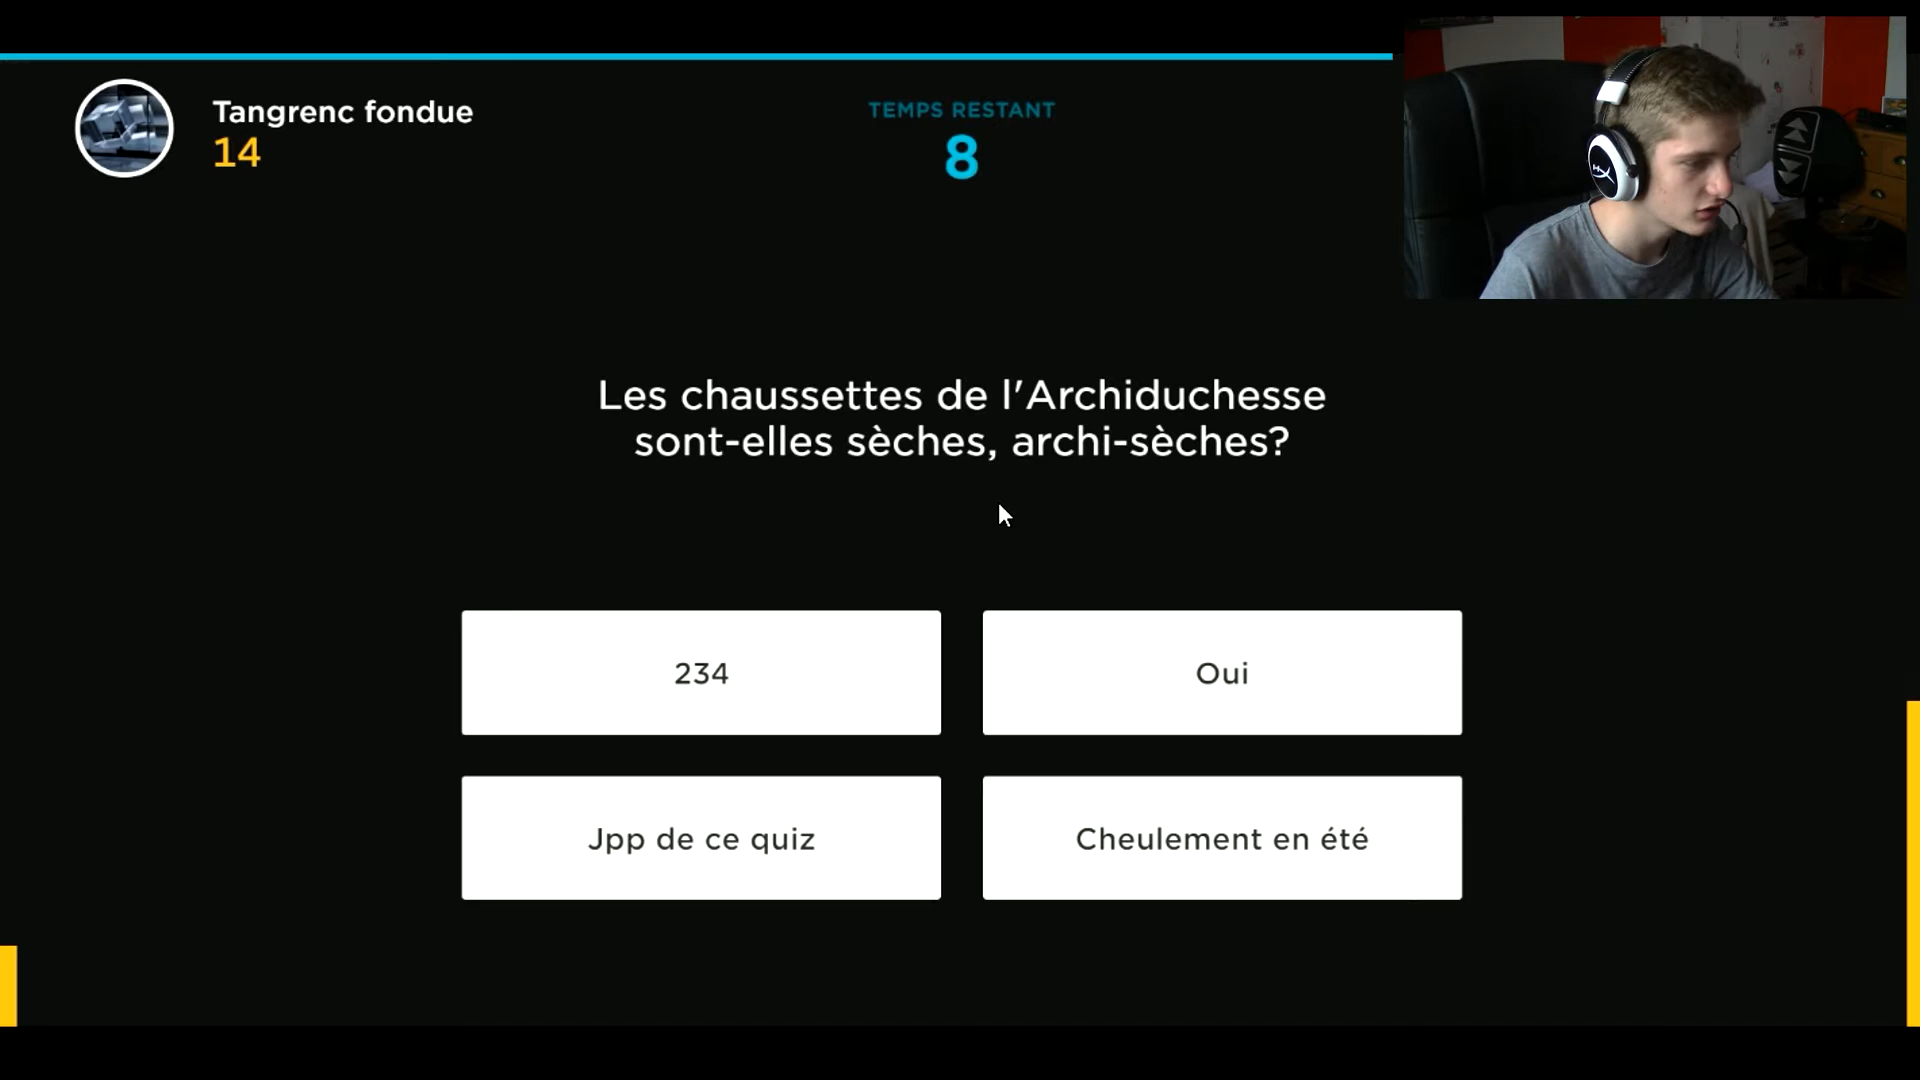 Tangrenc fondue
14
TEMPS RESTANT
8
Les chaussettes de l'Archiduchesse
sont-elles sèches, archi-sèches?
234
Oui
Jpp de ce quiz
Cheulement en été